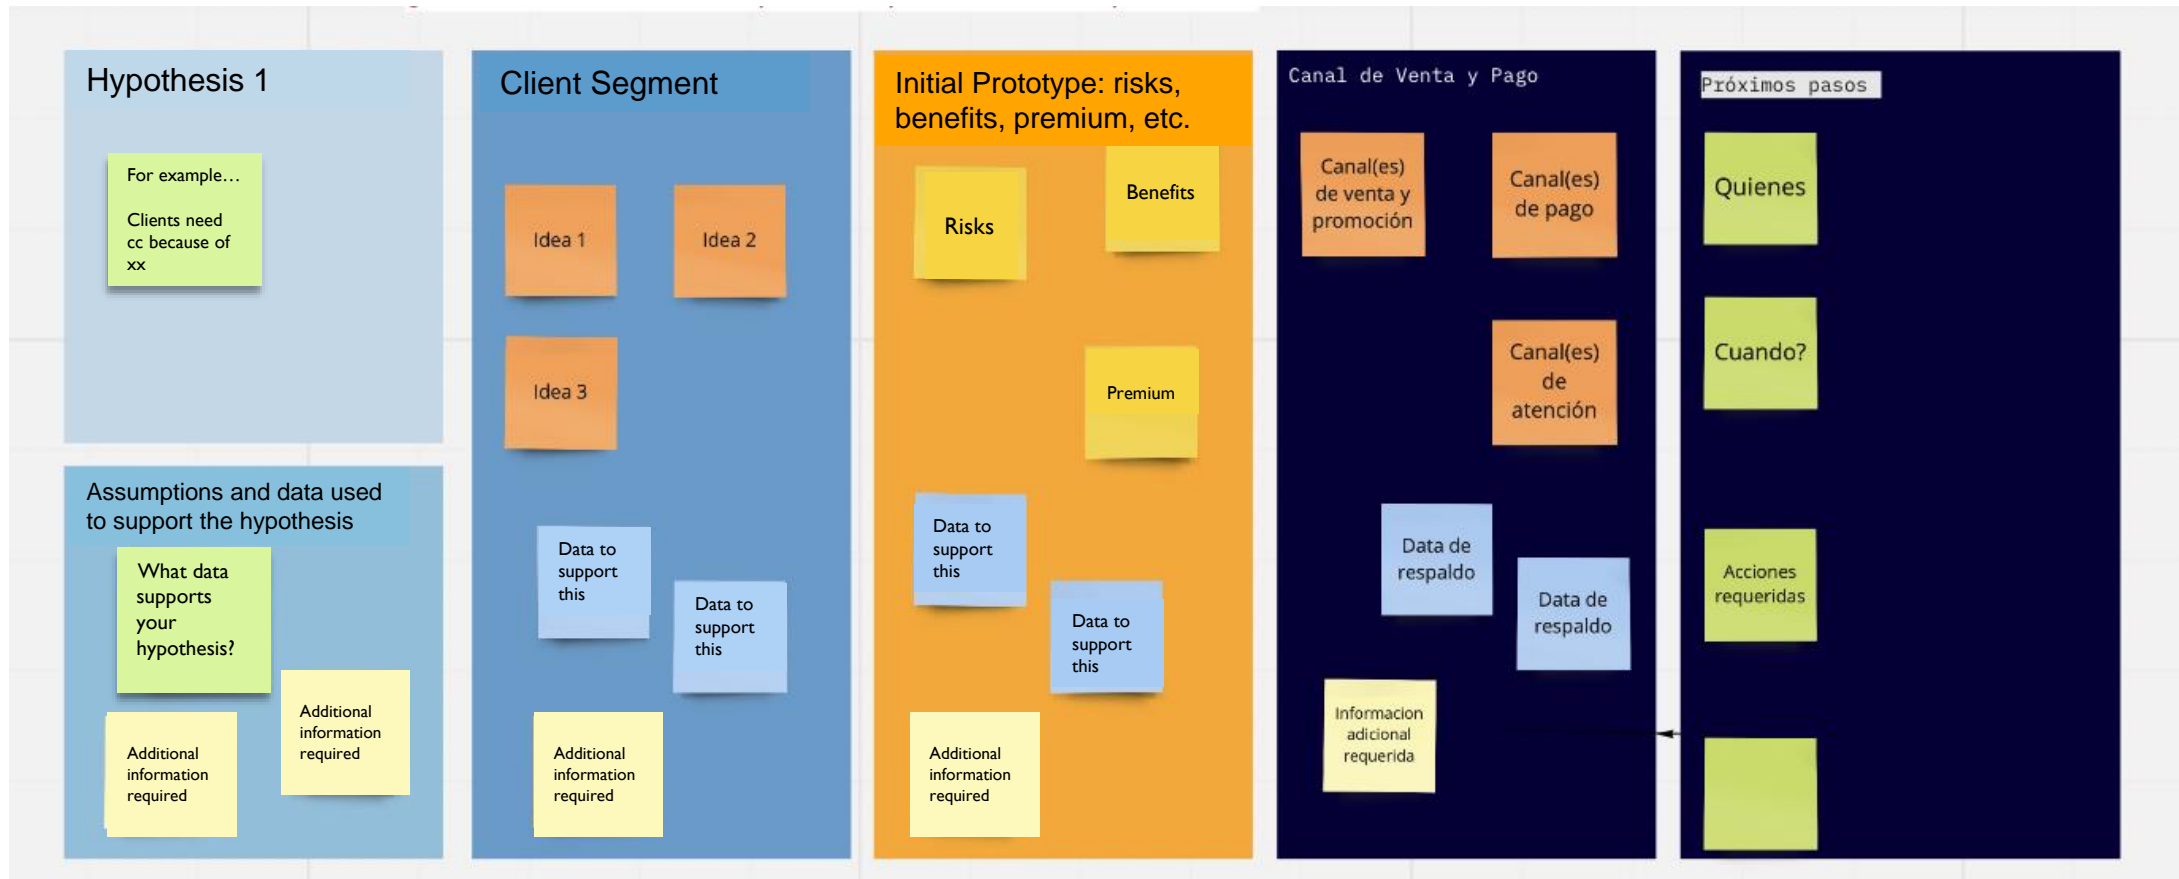 Hypothesis 1
For example…
Clients need
cc because of
xx
Assumptions and data used
to support the hypothesis
What data
supports
your
hypothesis?
Additional
information
required
Additional
information
required
Client Segment
Idea 1
Idea 2
Idea 3
Data to
support
this
Data to
support
this
Additional
information
required
Initial Prototype: risks,
benefits, premium, etc.
Risks
Benefits
Premium
Data to
support
this
Data to
support
this
Additional
information
required
Canal de Venta y Pago
Canal(es)
de venta y
promoción
Canal(es)
de pago
Canal(es)
de
atención
Data de
respaldo
Data de
respaldo
Informacion
adicional
requerida
Próximos pasos
Quienes
Cuando?
Acciones
requeridas